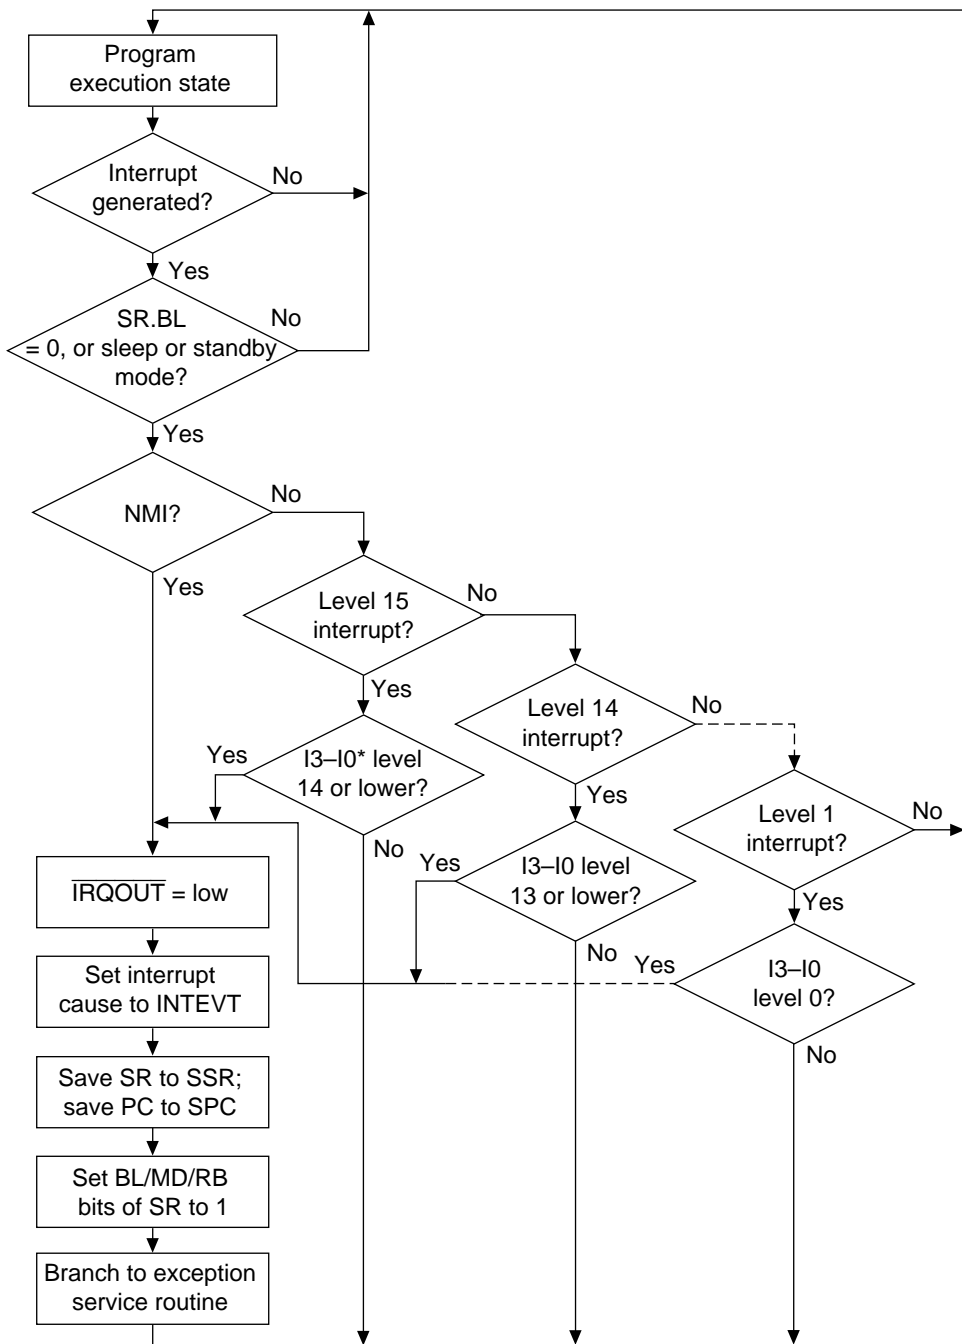 Program
execution state
Interrupt
generated?
No
Yes
SR.BL
= 0, or sleep or standby
mode?
No
Yes
NMI?
No
Yes
Level 15
interrupt?
No
Yes
Level 14
interrupt?
No
Yes
I3–I0* level
14 or lower?
Yes
No
Level 1
interrupt?
No
Yes
I3–I0 level
13 or lower?
Yes
No
IRQOUT = low
I3–I0
level 0?
Yes
No
Set interrupt
cause to INTEVT
Save SR to SSR;
save PC to SPC
Set BL/MD/RB
bits of SR to 1
Branch to exception
service routine